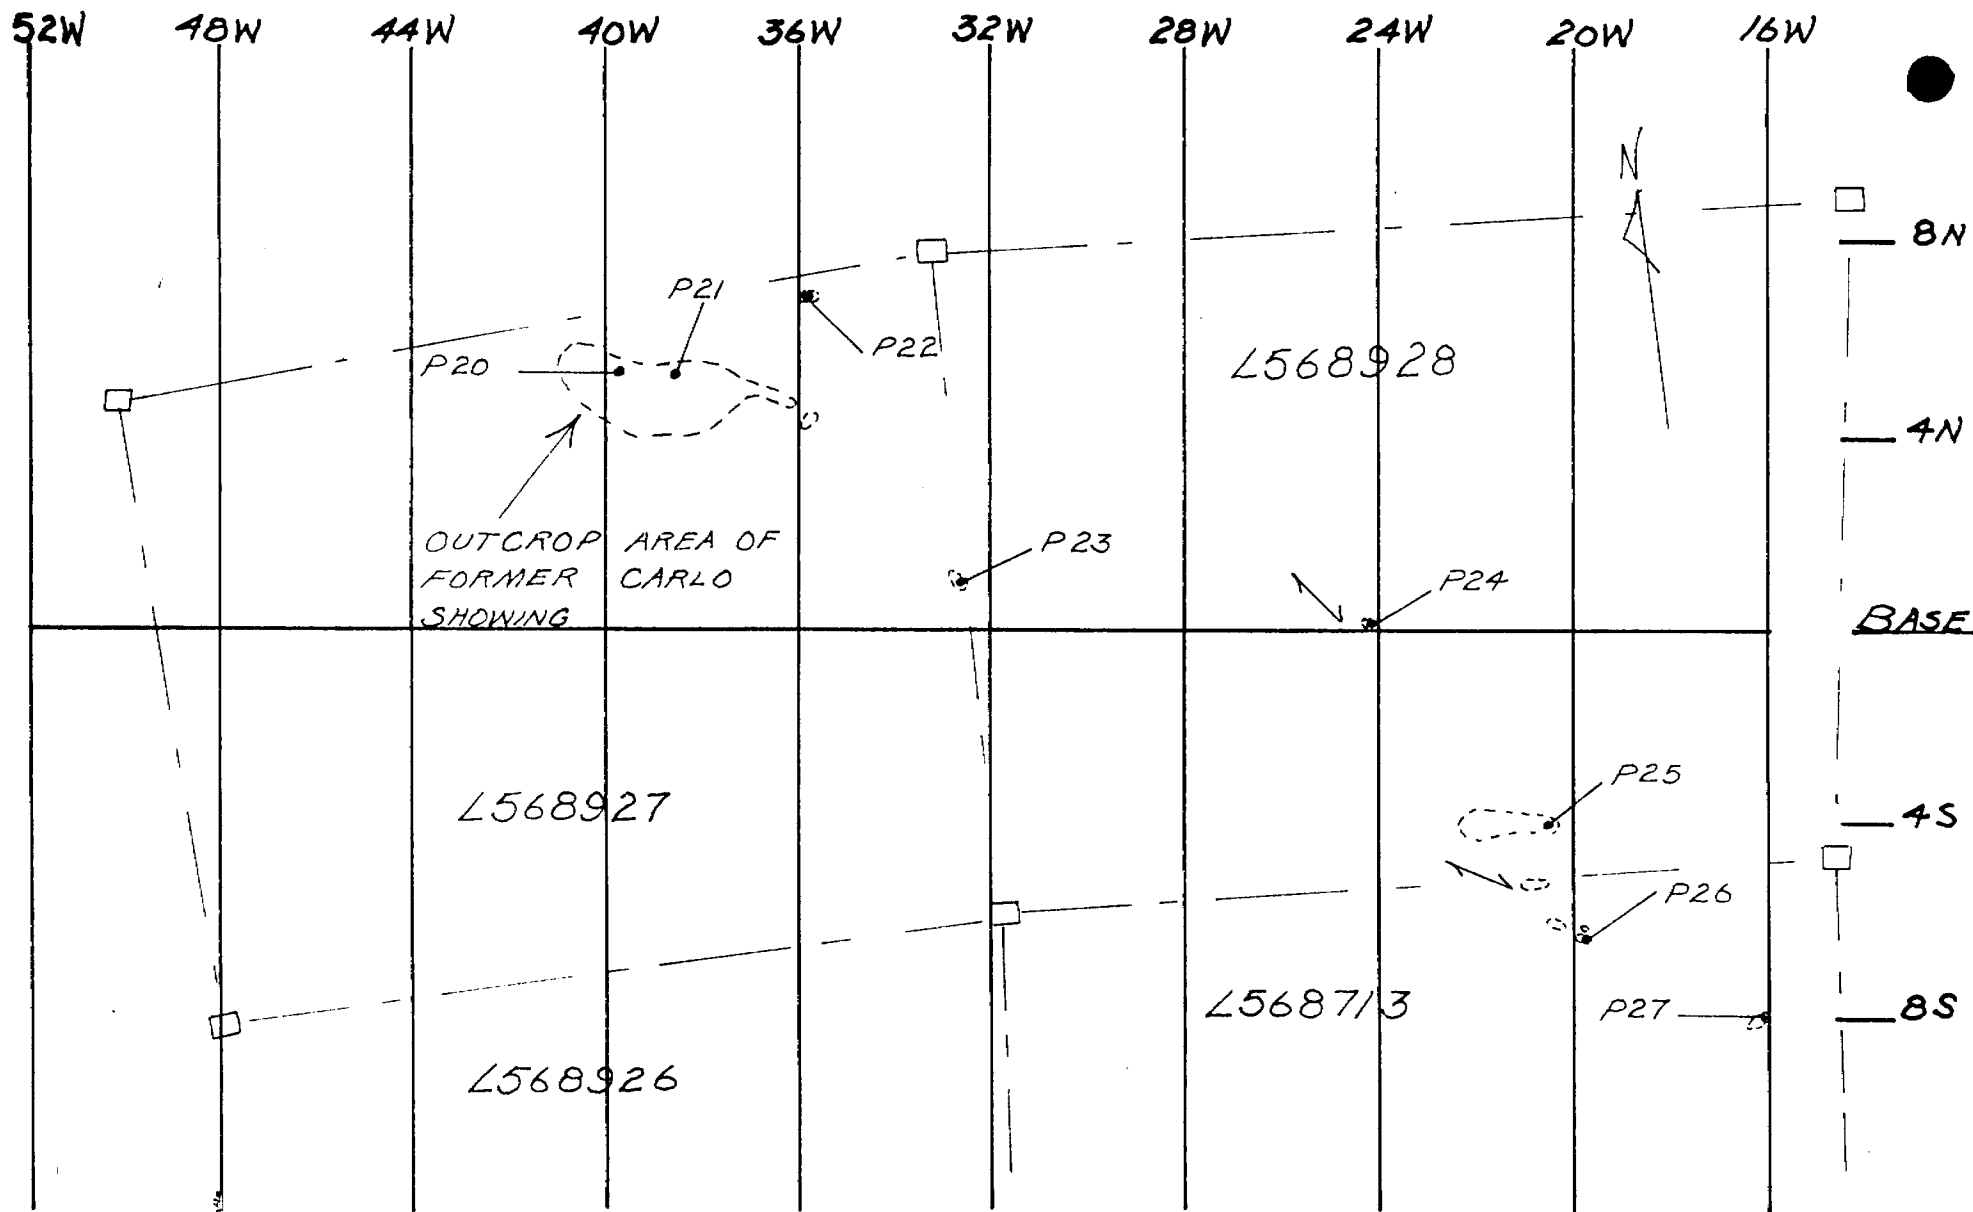 52W 48W 44W 40W 36W 32W 28W 24W 20W 16W
N
8N
P21
P22
L568928
P20
4N
OUTCROP AREA OF
FORMER CARLO
SHOWING
P23
P24
BASE
P25
L568927
4S
P26
L568713
P27
8S
L568926